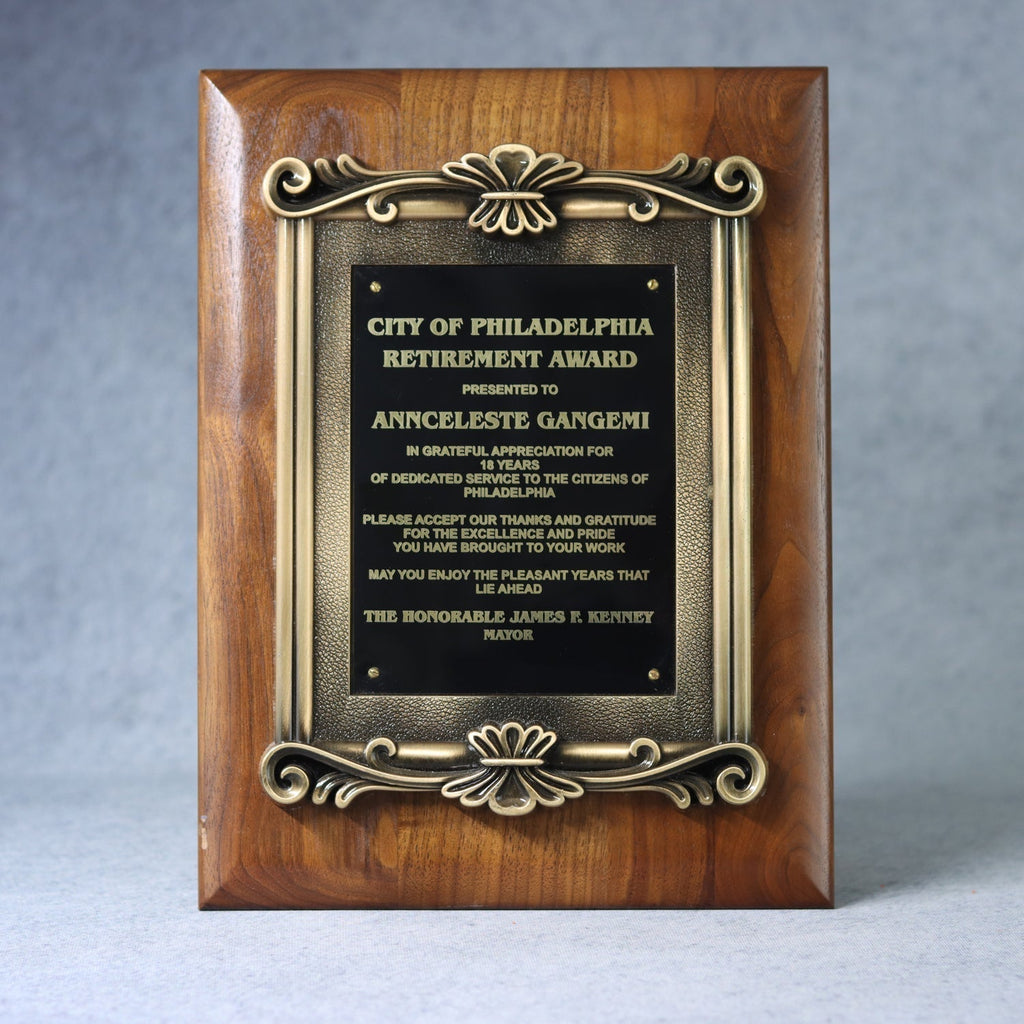 CITY OF PHILADELPHIA
RETIREMENT AWARD
PRESENTED TO
ANNCELESTE GANGEMI
IN GRATEFUL APPRECIATION FOR
18 YEARS
OF DEDICATED SERVICE TO THE CITIZENS OF
PHILADELPHIA
PLEASE ACCEPT OUR THANKS AND GRATITUDE
FOR THE EXCELLENCE AND PRIDE
YOU HAVE BROUGHT TO YOUR WORK
MAY YOU ENJOY THE PLEASANT YEARS THAT
LIE AHEAD
THE HONORABLE JAMES F. KENNEY
MAYOR